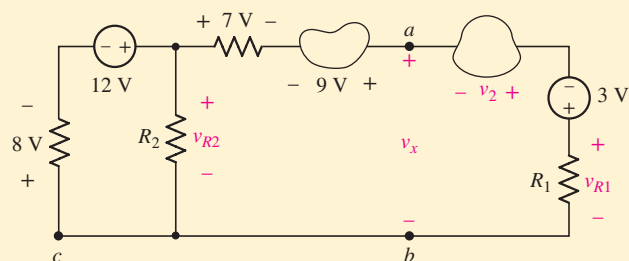 + 7 V –
a
– +
12 V
– 9 V +
+
– v2 +
–
+
3 V
–
8 V
+
R2
+
vR2
–
vx
R1
+
vR1
–
–
c
b